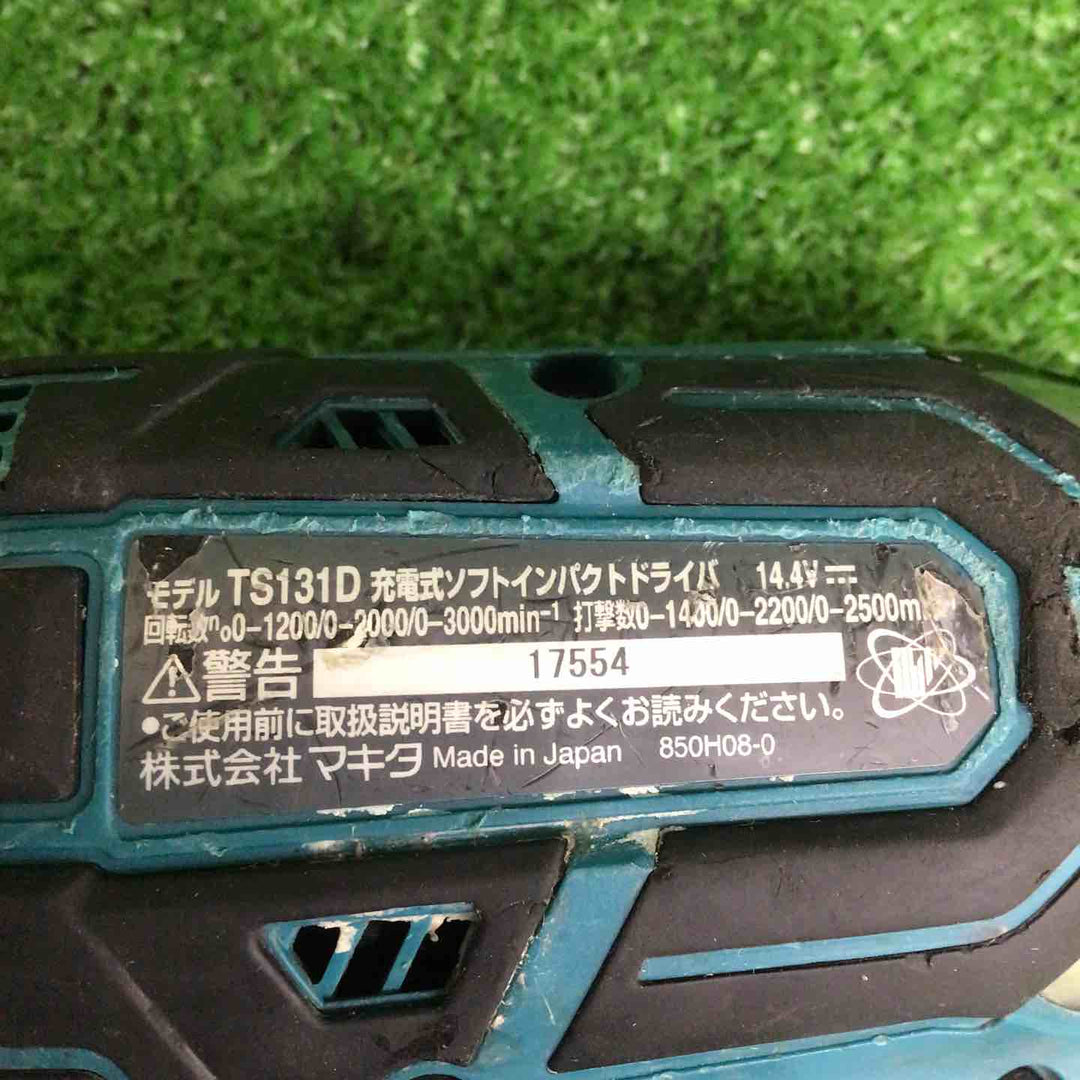 モデル TS131D 充電式ソフトインパクトドライバ 14.4V
回転数n₀0-1200/0-2000/0-3000min⁻¹ 打撃数0-1400/0-2200/0-2500m
警告 17554
●ご使用前に取扱説明書を必ずよくお読みください。
株式会社マキタ Made in Japan 850H08-0